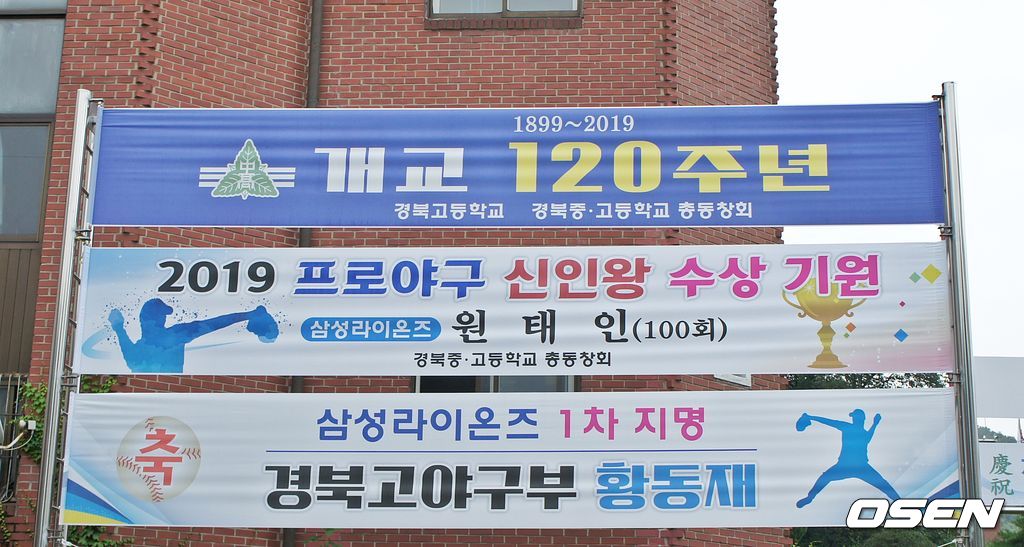 1899~2019
中高
개교 120주년
경북고등학교 경북중·고등학교 총동창회
2019 프로야구 신인왕 수상 기원
삼성라이온즈 원 태 인(100회)
경북중·고등학교 총동창회
삼성라이온즈 1차 지명
축
경북고야구부 황동재
慶
祝
OSEN